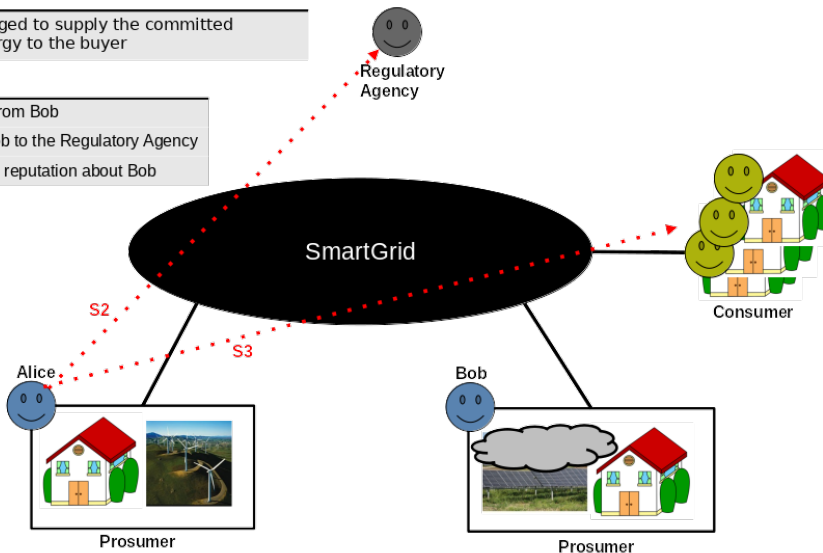 ged to supply the committed
rgy to the buyer
rom Bob
b to the Regulatory Agency
reputation about Bob
Regulatory
Agency
SmartGrid
S2
S3
Consumer
Alice
Bob
Prosumer
Prosumer